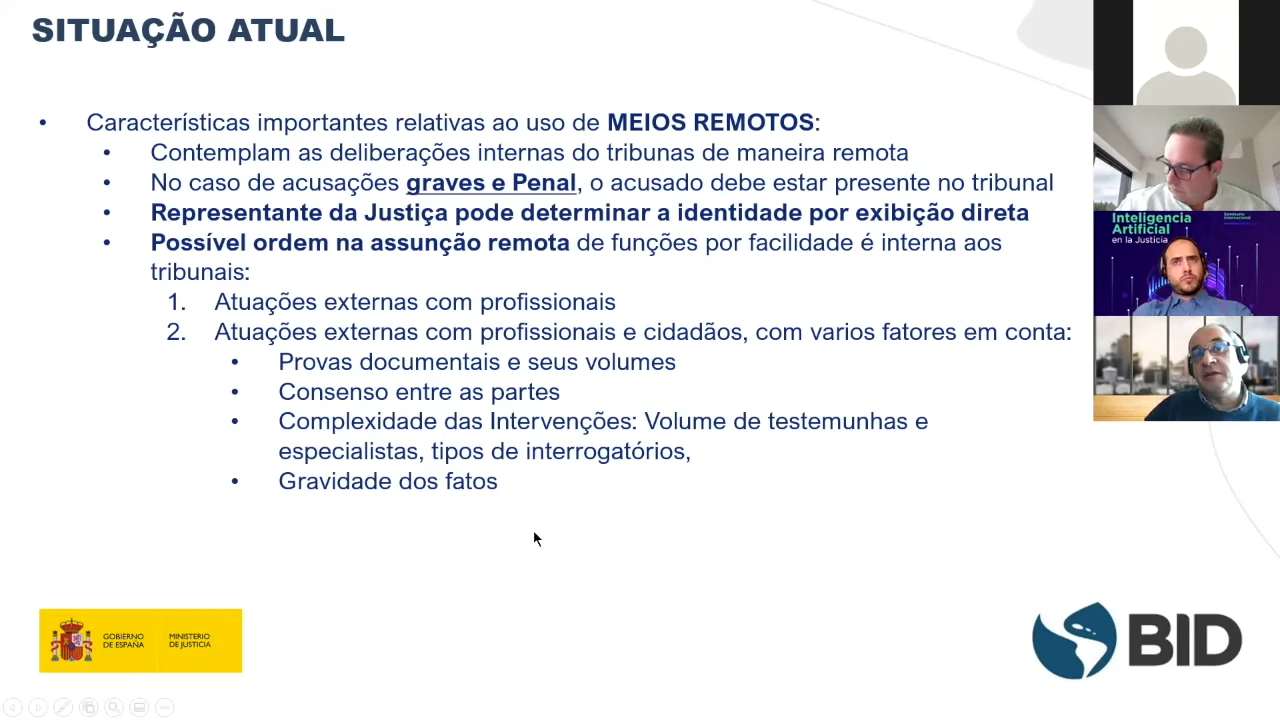 SITUAÇÃO ATUAL
• Características importantes relativas ao uso de MEIOS REMOTOS:
• Contemplam as deliberações internas do tribunas de maneira remota
• No caso de acusações graves e Penal, o acusado debe estar presente no tribunal
• Representante da Justiça pode determinar a identidade por exibição direta
• Possível ordem na assunção remota de funções por facilidade é interna aos
tribunais:
1. Atuações externas com profissionais
2. Atuações externas com profissionais e cidadãos, com varios fatores em conta:
• Provas documentais e seus volumes
• Consenso entre as partes
• Complexidade das Intervenções: Volume de testemunhas e
especialistas, tipos de interrogatórios,
• Gravidade dos fatos
Inteligencia
Artificial
en la Justicia
Seminario
Internacional
GOBIERNO
DE ESPAÑA
MINISTERIO
DE JUSTICIA
BID